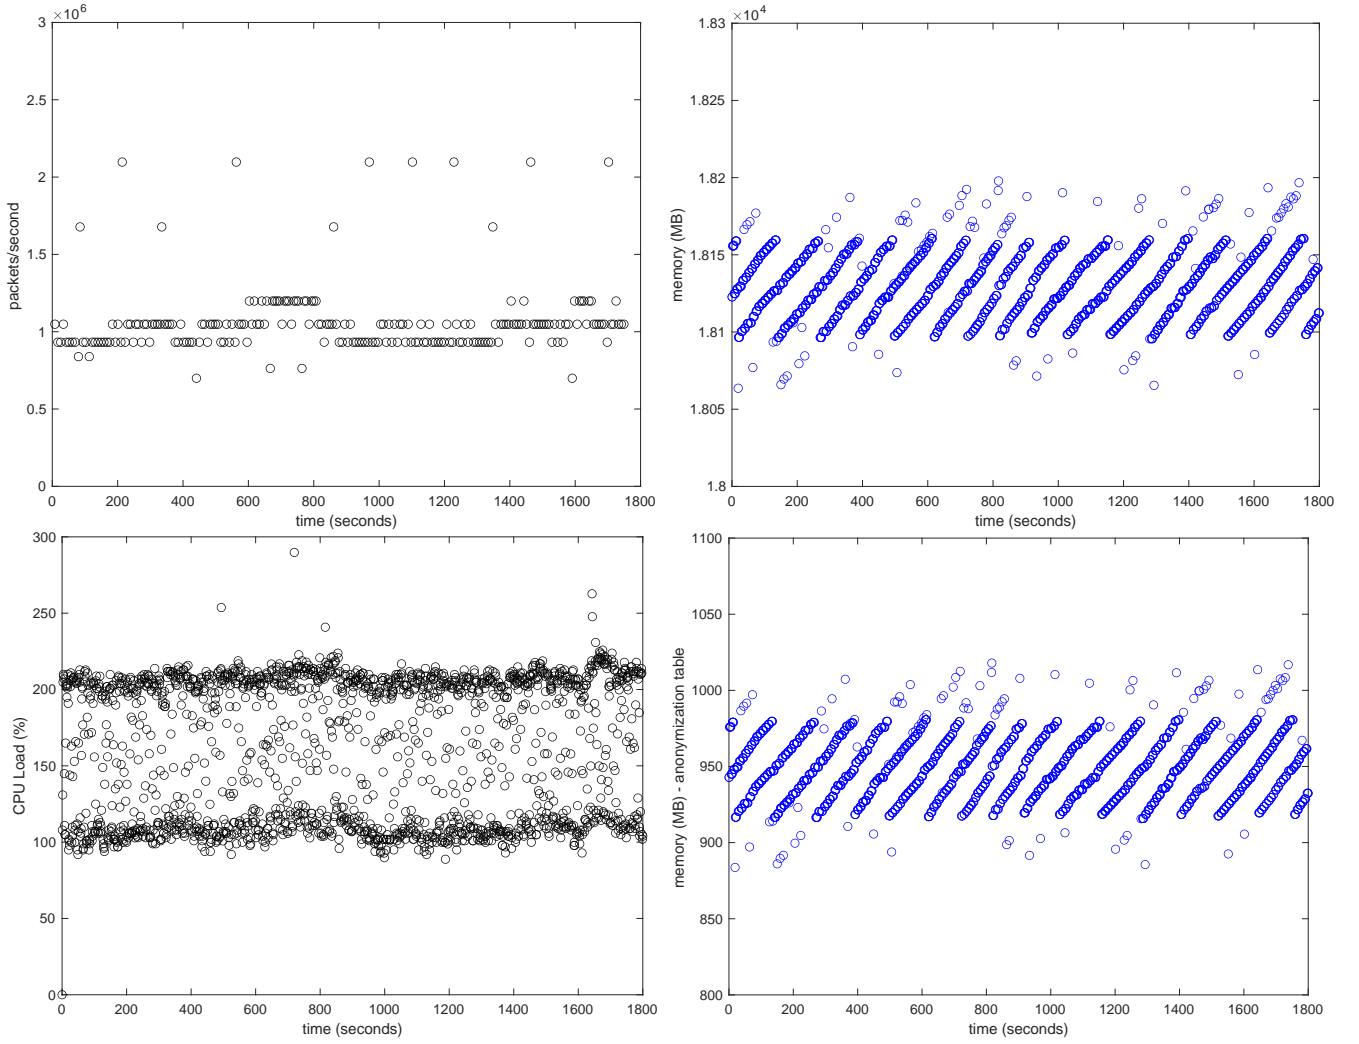 ×10^6
3
2.5
2
1.5
1
0.5
0
packets/second
0 200 400 600 800 1000 1200 1400 1600 1800
time (seconds)
×10^4
1.83
1.825
1.82
1.815
1.81
1.805
1.8
memory (MB)
0 200 400 600 800 1000 1200 1400 1600 1800
time (seconds)
300
250
200
150
100
50
0
CPU Load (%)
0 200 400 600 800 1000 1200 1400 1600 1800
time (seconds)
1100
1050
1000
950
900
850
800
memory (MB) - anonymization table
0 200 400 600 800 1000 1200 1400 1600 1800
time (seconds)